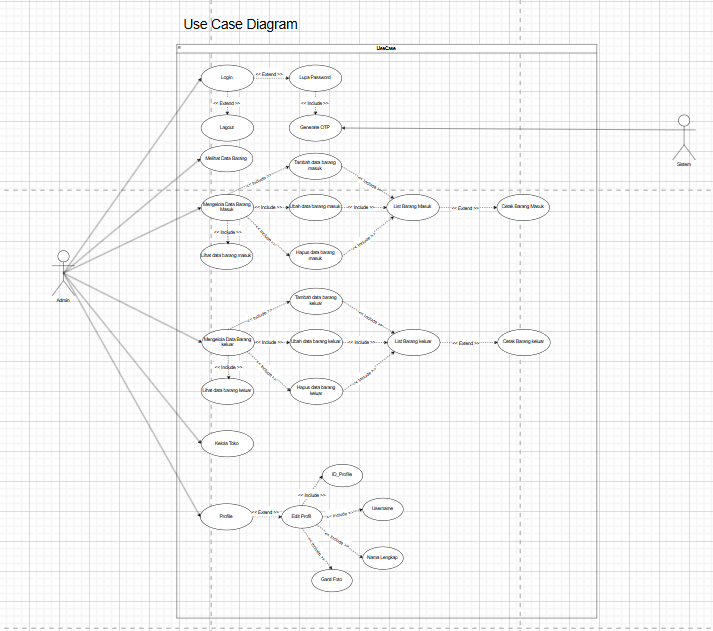 Use Case Diagram
UseCase
Login
<< Extend >>
Lupa Password
<< Extend >>
<< Include >>
Lagout
Generate OTP
Sistem
Melihat Data Barang
Tambah data barang
masuk
<< Include >>
<< Include >>
Mengelola Data Barang
Masuk
<< Include >>
Ubah data barang masuk
<< Include >>
List Barang Masuk
<< Extend >>
Cetak Barang Masuk
<< Include >>
<< Include >>
<< Include >>
Lihat data barang masuk
Hapus data barang
masuk
Admin
Tambah data barang
keluar
<< Include >>
<< Include >>
Mengelola Data Barang
keluar
<< Include >>
Ubah data barang keluar
<< Include >>
List Barang keluar
<< Extend >>
Cetak Barang keluar
<< Include >>
<< Include >>
<< Include >>
Lihat data barang keluar
Hapus data barang
keluar
Kelola Toko
ID_Profile
<< Include >>
Profile
<< Extend >>
Edit Profil
<< Include >>
Username
<< Include >>
<< Include >>
Nama Lengkap
Ganti Foto